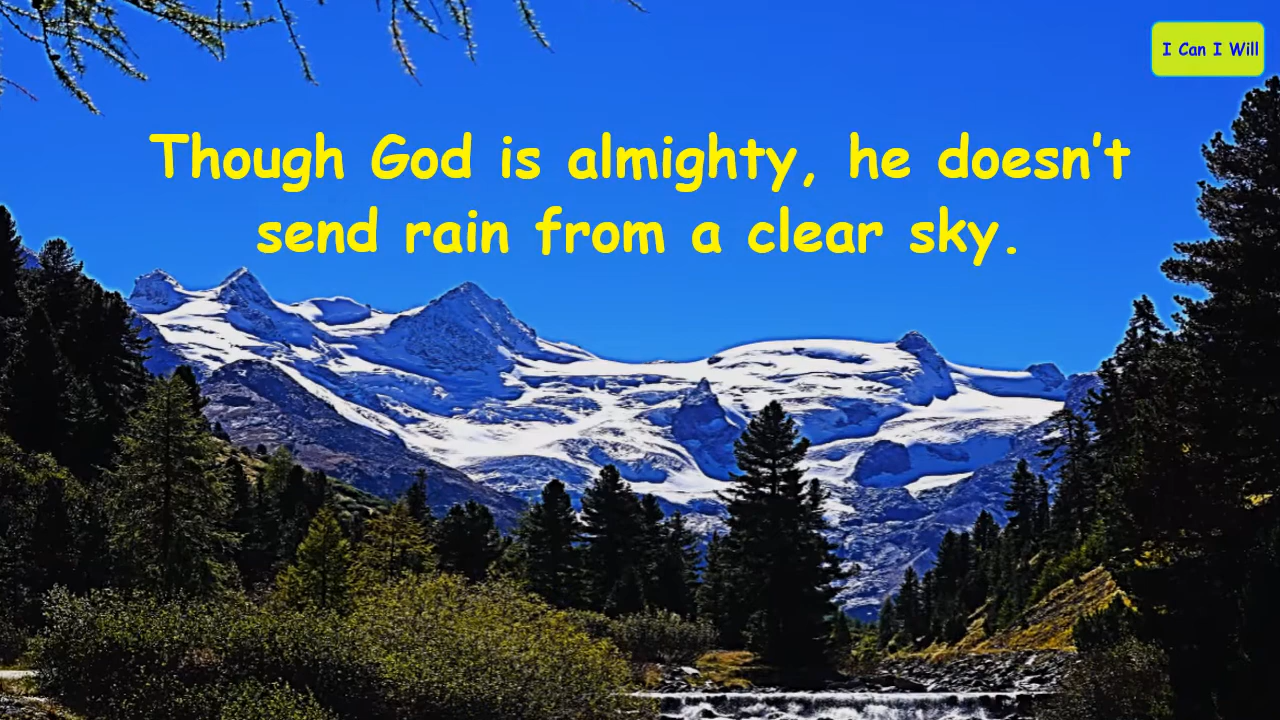 I Can I Will
Though God is almighty, he doesn't
send rain from a clear sky.